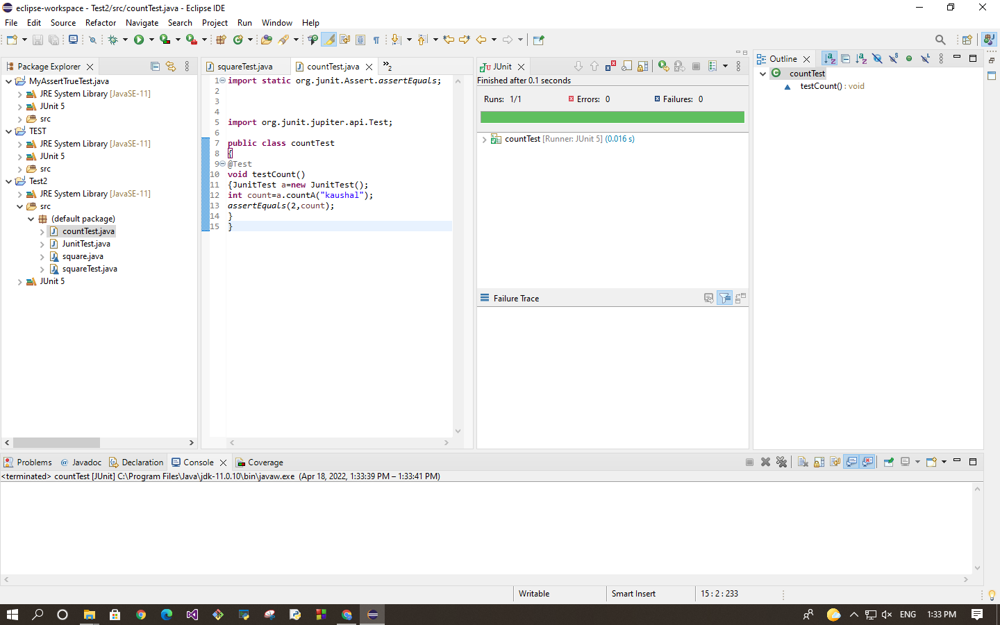 eclipse-workspace - Test2/src/countTest.java - Eclipse IDE
File Edit Source Refactor Navigate Search Project Run Window Help
Package Explorer
MyAssertTrueTest.java
JRE System Library [JavaSE-11]
JUnit 5
src
TEST
JRE System Library [JavaSE-11]
JUnit 5
src
Test2
JRE System Library [JavaSE-11]
src
(default package)
countTest.java
JunitTest.java
square.java
squareTest.java
JUnit 5
squareTest.java countTest.java »2
1 import static org.junit.Assert.assertEquals;
2
3
4
5 import org.junit.jupiter.api.Test;
6
7 public class countTest
8 {
9 @Test
10 void testCount()
11 {JunitTest a=new JunitTest();
12 int count=a.countA("kaushal");
13 assertEquals(2,count);
14 }
15 }
JUnit
Finished after 0.1 seconds
Runs: 1/1 Errors: 0 Failures: 0
countTest [Runner: JUnit 5] (0.016 s)
Failure Trace
Outline
countTest
testCount() : void
Problems @ Javadoc Declaration Console Coverage
<terminated> countTest [JUnit] C:\Program Files\Java\jdk-11.0.10\bin\javaw.exe (Apr 18, 2022, 1:33:39 PM – 1:33:41 PM)
Writable Smart Insert 15 : 2 : 233
ENG 1:33 PM